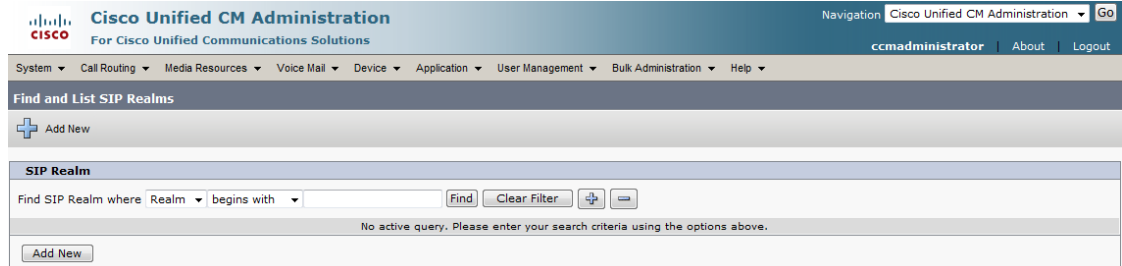 Cisco Unified CM Administration
Navigation Cisco Unified CM Administration Go
CISCO
For Cisco Unified Communications Solutions
ccmadministrator | About | Logout
System Call Routing Media Resources Voice Mail Device Application User Management Bulk Administration Help
Find and List SIP Realms
Add New
SIP Realm
Find SIP Realm where Realm begins with Find Clear Filter
No active query. Please enter your search criteria using the options above.
Add New